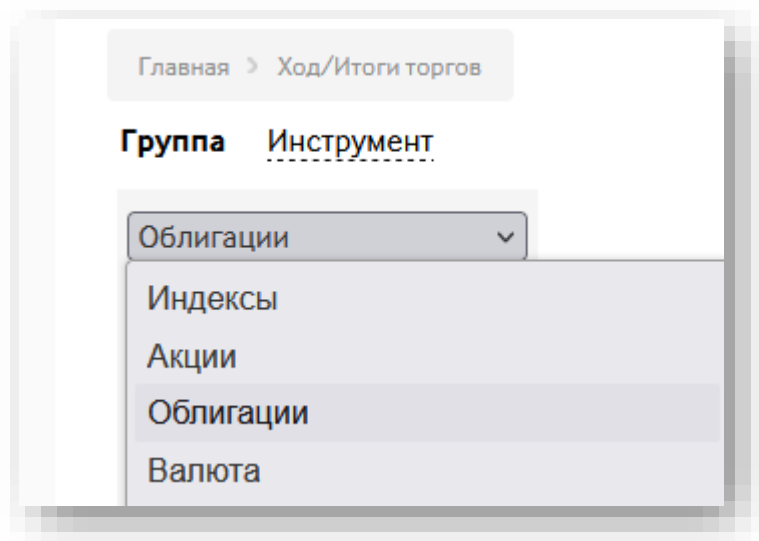 Главная > Ход/Итоги торгов
Группа Инструмент
Облигации
Индексы
Акции
Облигации
Валюта